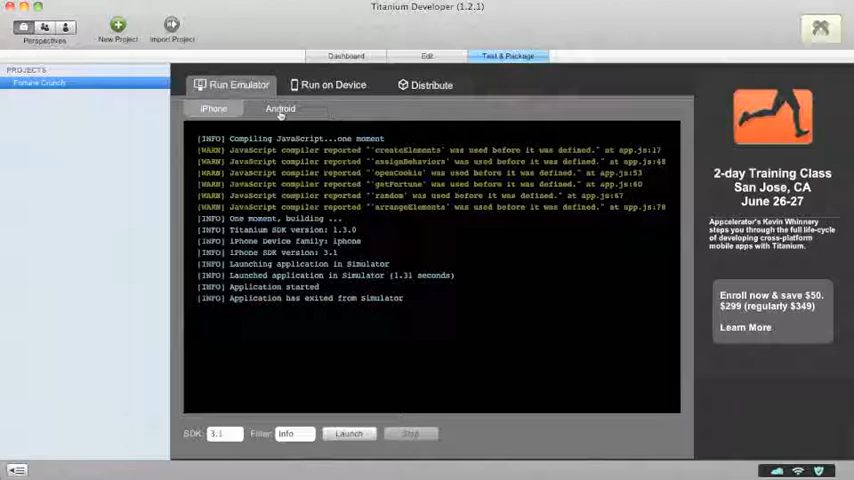 Titanium Developer (1.2.1)
Perspectives
New Project
Import Project
Dashboard
Edit
Test & Package
PROJECTS
Fortune Crunch
Run Emulator
Run on Device
Distribute
iPhone
Android
[INFO] Compiling JavaScript...one moment
[WARN] JavaScript compiler reported "'createElements' was used before it was defined." at app.js:17
[WARN] JavaScript compiler reported "'assignBehaviors' was used before it was defined." at app.js:48
[WARN] JavaScript compiler reported "'openCookie' was used before it was defined." at app.js:53
[WARN] JavaScript compiler reported "'getFortune' was used before it was defined." at app.js:60
[WARN] JavaScript compiler reported "'random' was used before it was defined." at app.js:67
[WARN] JavaScript compiler reported "'arrangeElements' was used before it was defined." at app.js:78
[INFO] One moment, building ...
[INFO] Titanium SDK version: 1.3.0
[INFO] iPhone Device family: iphone
[INFO] iPhone SDK version: 3.1
[INFO] Launching application in Simulator
[INFO] Launched application in Simulator (1.31 seconds)
[INFO] Application started
[INFO] Application has exited from Simulator
SDK: 3.1 Filter: Info Launch Stop
2-day Training Class
San Jose, CA
June 26-27
Appcelerator's Kevin Whinnery
steps you through the full life-cycle
of developing cross-platform
mobile apps with Titanium.
Enroll now & save $50.
$299 (regularly $349)
Learn More